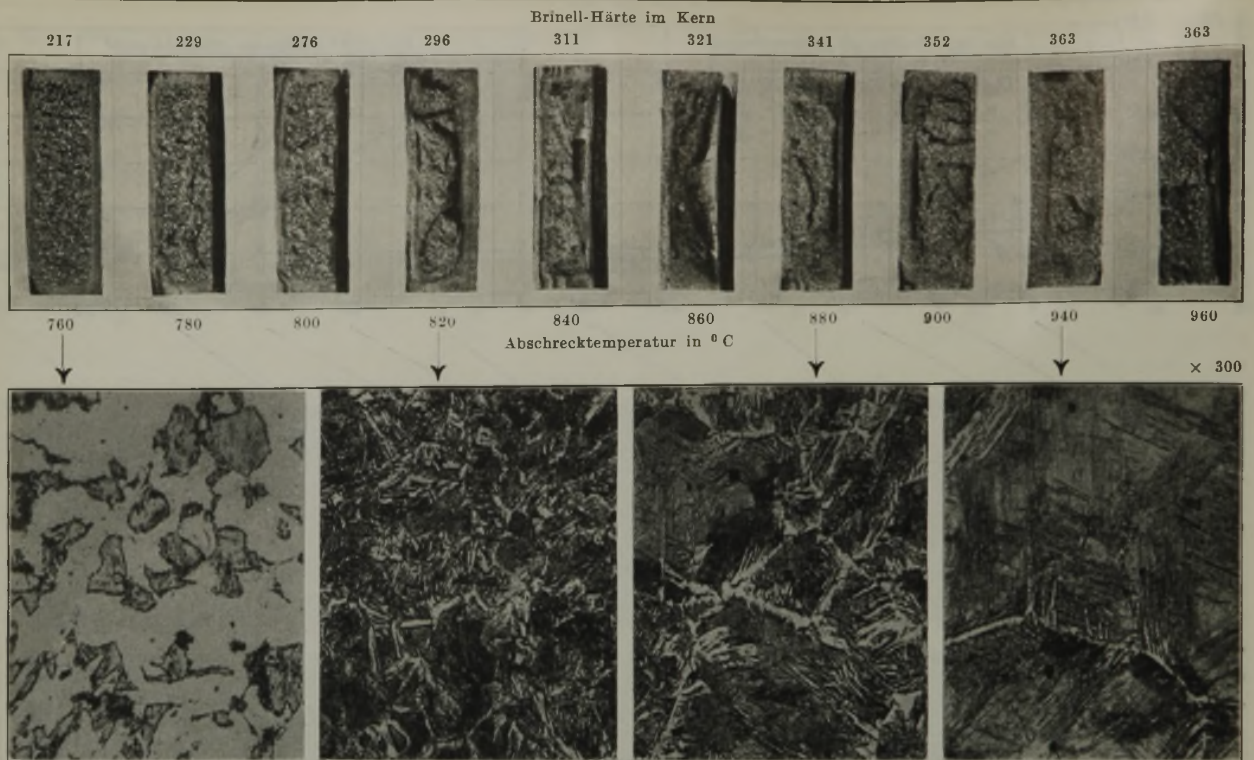 Brinell-Härte im Kern
217 229 276 296 311 321 341 352 363 363
760 780 800 820 840 860 880 900 940 960
Abschrecktemperatur in ⁰ C
× 300